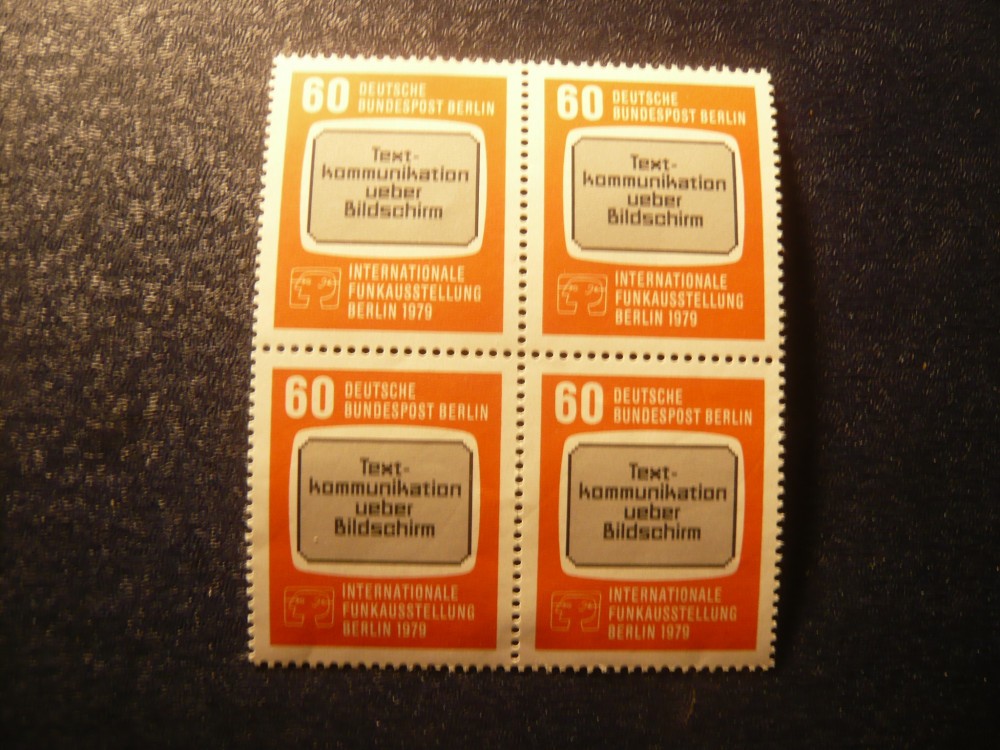 60 DEUTSCHE
BUNDESPOST BERLIN
Text-
kommunikation
ueber
Bildschirm
INTERNATIONALE
FUNKAUSSTELLUNG
BERLIN 1979
60 DEUTSCHE
BUNDESPOST BERLIN
Text-
kommunikation
ueber
Bildschirm
INTERNATIONALE
FUNKAUSSTELLUNG
BERLIN 1979
60 DEUTSCHE
BUNDESPOST BERLIN
Text-
kommunikation
ueber
Bildschirm
INTERNATIONALE
FUNKAUSSTELLUNG
BERLIN 1979
60 DEUTSCHE
BUNDESPOST BERLIN
Text-
kommunikation
ueber
Bildschirm
INTERNATIONALE
FUNKAUSSTELLUNG
BERLIN 1979